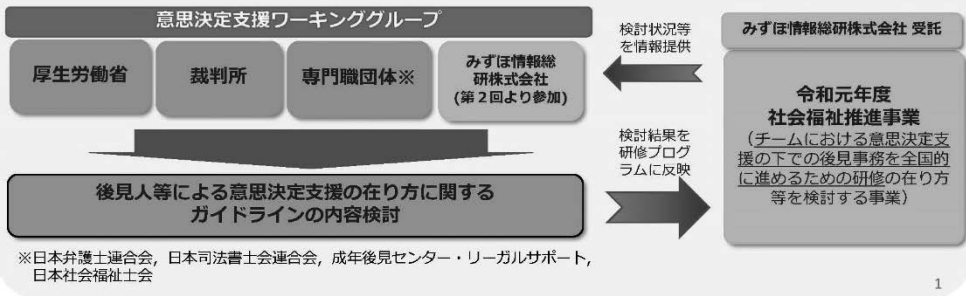 意思決定支援ワーキンググループ
厚生労働省
裁判所
専門職団体※
みずほ情報総
研株式会社
(第２回より参加)
検討状況等
を情報提供
みずほ情報総研株式会社 受託
令和元年度
社会福祉推進事業
（チームにおける意思決定支
援の下での後見事務を全国的
に進めるための研修の在り方
等を検討する事業）
検討結果を
研修プログ
ラムに反映
後見人等による意思決定支援の在り方に関する
ガイドラインの内容検討
※日本弁護士連合会，日本司法書士会連合会，成年後見センター・リーガルサポート，
日本社会福祉士会
1